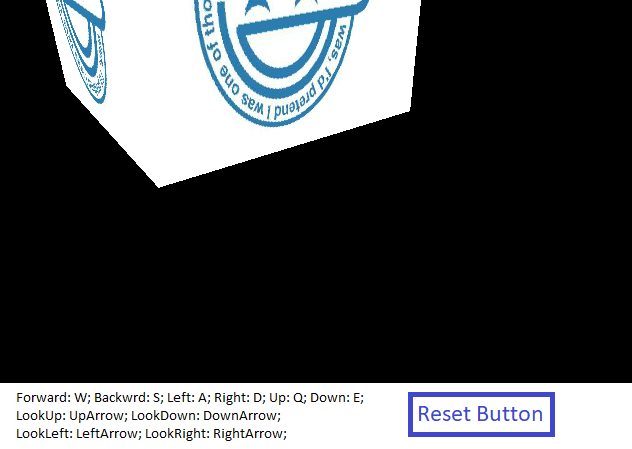 was, I'd pretend I was one of tho
Forward: W; Backwrd: S; Left: A; Right: D; Up: Q; Down: E;
LookUp: UpArrow; LookDown: DownArrow;
LookLeft: LeftArrow; LookRight: RightArrow;
Reset Button